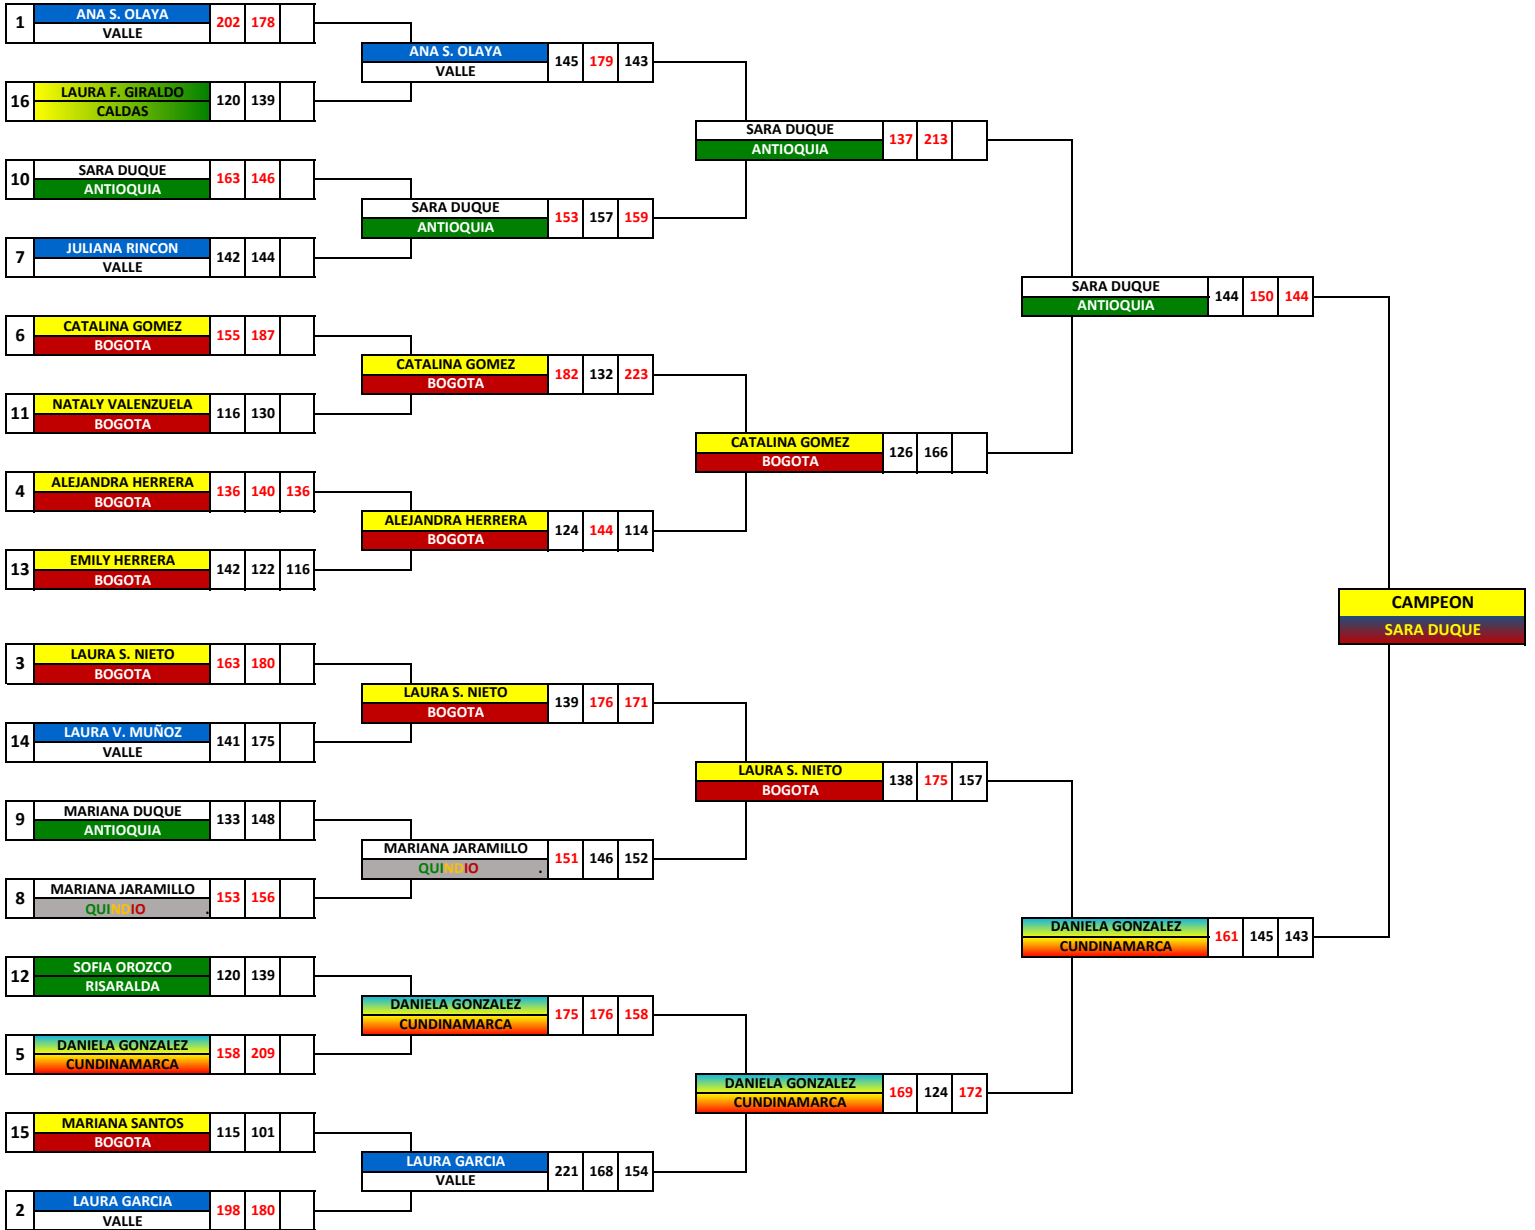 1 ANA S. OLAYA 202 178
VALLE
16 LAURA F. GIRALDO 120 139
CALDAS
10 SARA DUQUE 163 146
ANTIOQUIA
7 JULIANA RINCON 142 144
VALLE
6 CATALINA GOMEZ 155 187
BOGOTA
11 NATALY VALENZUELA 116 130
BOGOTA
4 ALEJANDRA HERRERA 136 140 136
BOGOTA
13 EMILY HERRERA 142 122 116
BOGOTA
3 LAURA S. NIETO 163 180
BOGOTA
14 LAURA V. MUÑOZ 141 175
VALLE
9 MARIANA DUQUE 133 148
ANTIOQUIA
8 MARIANA JARAMILLO 153 156
QUINDIO .
12 SOFIA OROZCO 120 139
RISARALDA
5 DANIELA GONZALEZ 158 209
CUNDINAMARCA
15 MARIANA SANTOS 115 101
BOGOTA
2 LAURA GARCIA 198 180
VALLE
ANA S. OLAYA 145 179 143
VALLE
SARA DUQUE 153 157 159
ANTIOQUIA
CATALINA GOMEZ 182 132 223
BOGOTA
ALEJANDRA HERRERA 124 144 114
BOGOTA
LAURA S. NIETO 139 176 171
BOGOTA
MARIANA JARAMILLO 151 146 152
QUINDIO .
DANIELA GONZALEZ 175 176 158
CUNDINAMARCA
LAURA GARCIA 221 168 154
VALLE
SARA DUQUE 137 213
ANTIOQUIA
CATALINA GOMEZ 126 166
BOGOTA
LAURA S. NIETO 138 175 157
BOGOTA
DANIELA GONZALEZ 169 124 172
CUNDINAMARCA
SARA DUQUE 144 150 144
ANTIOQUIA
DANIELA GONZALEZ 161 145 143
CUNDINAMARCA
CAMPEON
SARA DUQUE